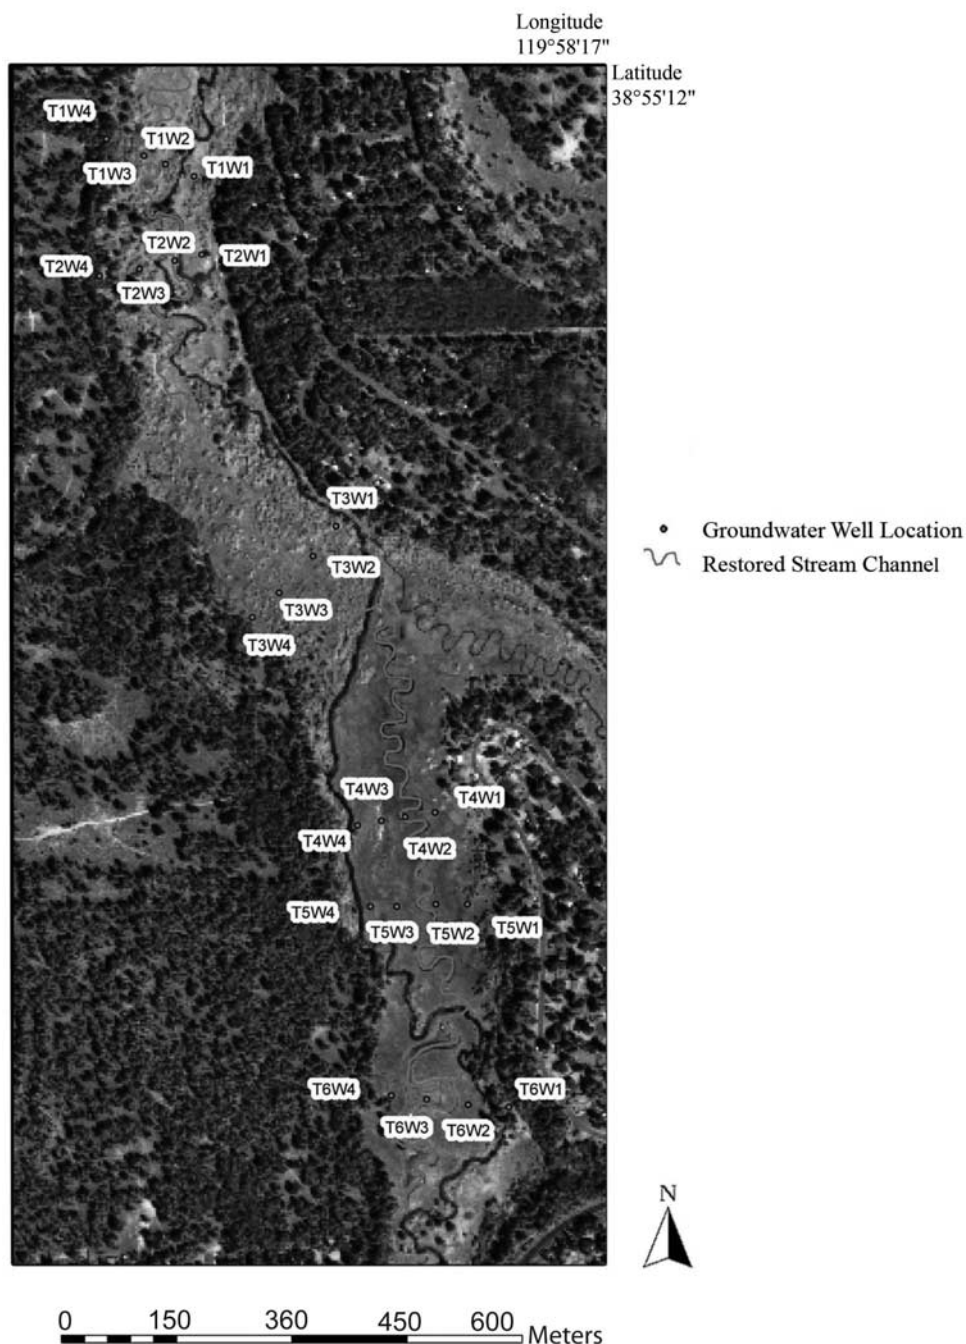 Longitude
119°58'17"
Latitude
38°55'12"
T1W4
T1W2
T1W3
T1W1
T2W2
T2W4
T2W1
T2W3
T3W1
T3W2
T3W3
T3W4
T4W3
T4W1
T4W4
T4W2
T5W4
T5W3
T5W2
T5W1
T6W4
T6W1
T6W3
T6W2
Groundwater Well Location
Restored Stream Channel
N
0 150 360 450 600
Meters